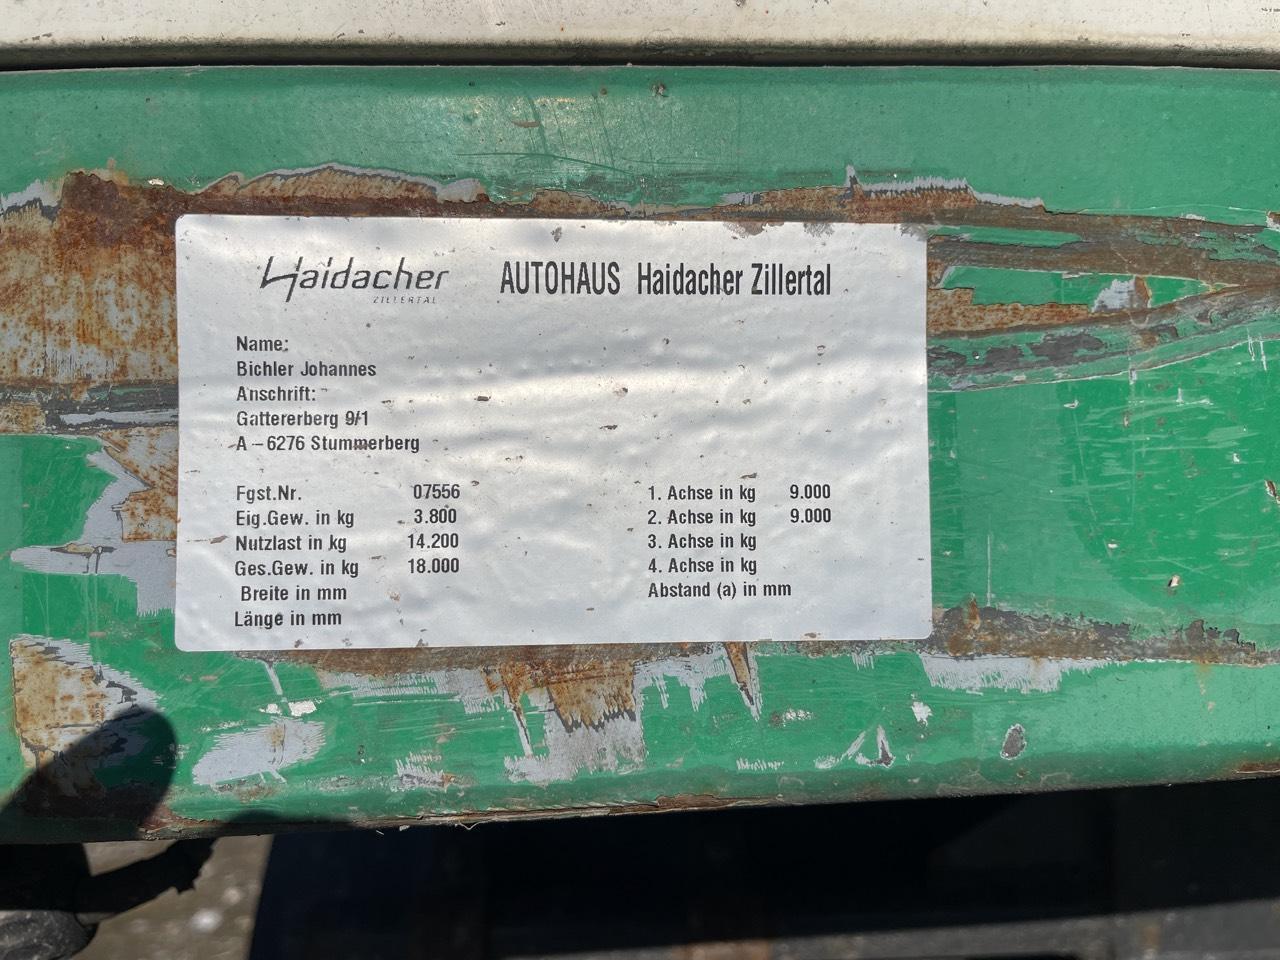 Haidacher
ZILLERTAL
AUTOHAUS Haidacher Zillertal
Name:
Bichler Johannes
Anschrift:
Gattererberg 9/1
A - 6276 Stummerberg
Fgst.Nr. 07556 1. Achse in kg 9.000
Eig.Gew. in kg 3.800 2. Achse in kg 9.000
Nutzlast in kg 14.200 3. Achse in kg
Ges.Gew. in kg 18.000 4. Achse in kg
Breite in mm Abstand (a) in mm
Länge in mm